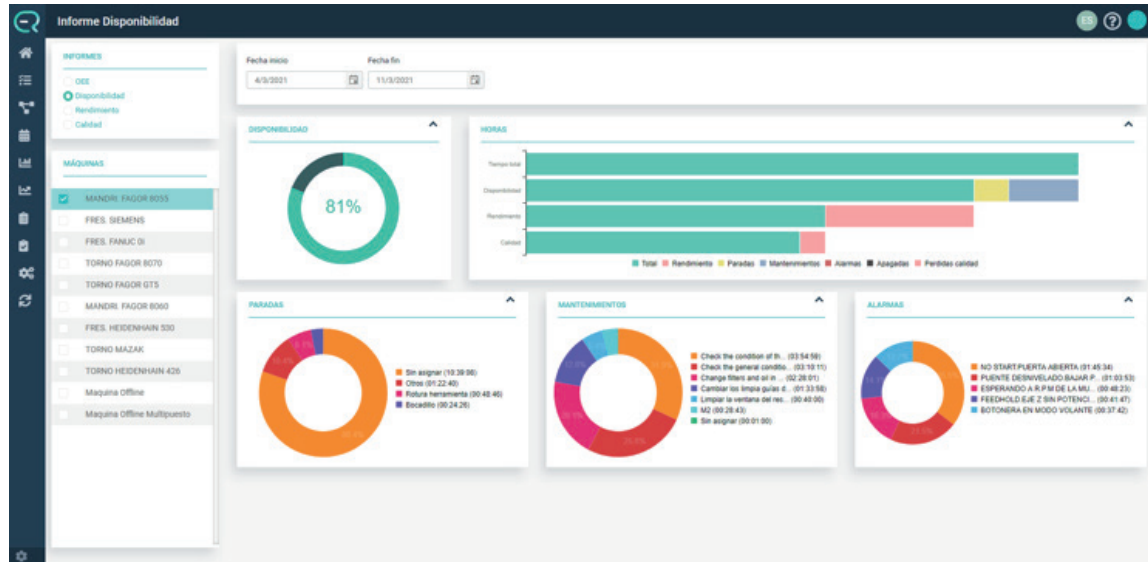 Informe Disponibilidad
ES
INFORMES
OEE
Disponibilidad
Rendimiento
Calidad
Fecha inicio
Fecha fin
4/3/2021
11/3/2021
MÁQUINAS
MANDRI. FAGOR 8055
FRES. SIEMENS
FRES. FANUC 0i
TORNO FAGOR 8070
TORNO FAGOR GT5
MANDRI. FAGOR 8060
FRES. HEIDENHAIN 530
TORNO MAZAK
TORNO HEIDENHAIN 426
Maquina Offline
Maquina Offline Multipuesto
DISPONIBILIDAD
81%
HORAS
Tiempo total
Disponibilidad
Rendimiento
Calidad
Total Rendimiento Paradas Mantenimientos Alarmas Apagadas Perdidas calidad
PARADAS
Sin asignar (10:39:06)
Otros (01:22:40)
Rotura herramienta (00:48:46)
Bocadillo (00:24:26)
MANTENIMIENTOS
Check the condition of th... (03:54:58)
Check the general conditio... (03:10:11)
Change filters and oil in ... (02:28:01)
Cambiar los limpia guías d... (01:33:58)
Limpiar la ventana del res... (00:40:00)
M2 (00:28:43)
Sin asignar (00:01:00)
ALARMAS
NO START:PUERTA ABIERTA (01:45:34)
PUENTE DESNIVELADO BAJAR P... (01:03:53)
ESPERANDO A R.P.M DE LA MU... (00:48:23)
FEEDHOLD EJE Z SIN POTENCI... (00:41:47)
BOTONERA EN MODO VOLANTE (00:37:42)